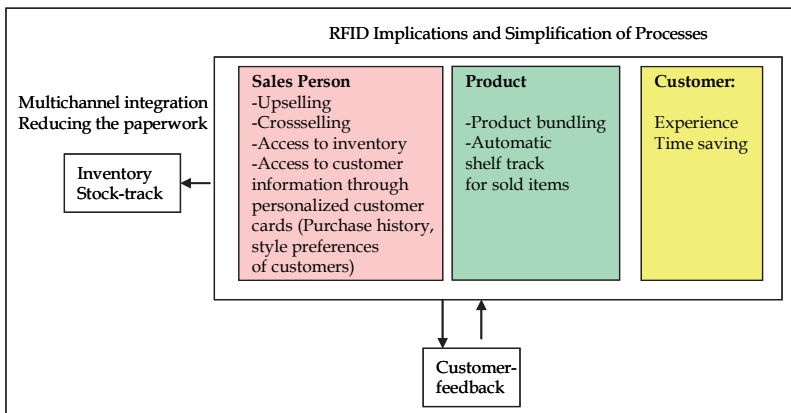 RFID Implications and Simplification of Processes
Multichannel integration
Reducing the paperwork
Inventory
Stock-track
Sales Person
-Upselling
-Crossselling
-Access to inventory
-Access to customer
information through
personalized customer
cards (Purchase history,
style preferences
of customers)
Product
-Product bundling
-Automatic
shelf track
for sold items
Customer:
Experience
Time saving
Customer-
feedback